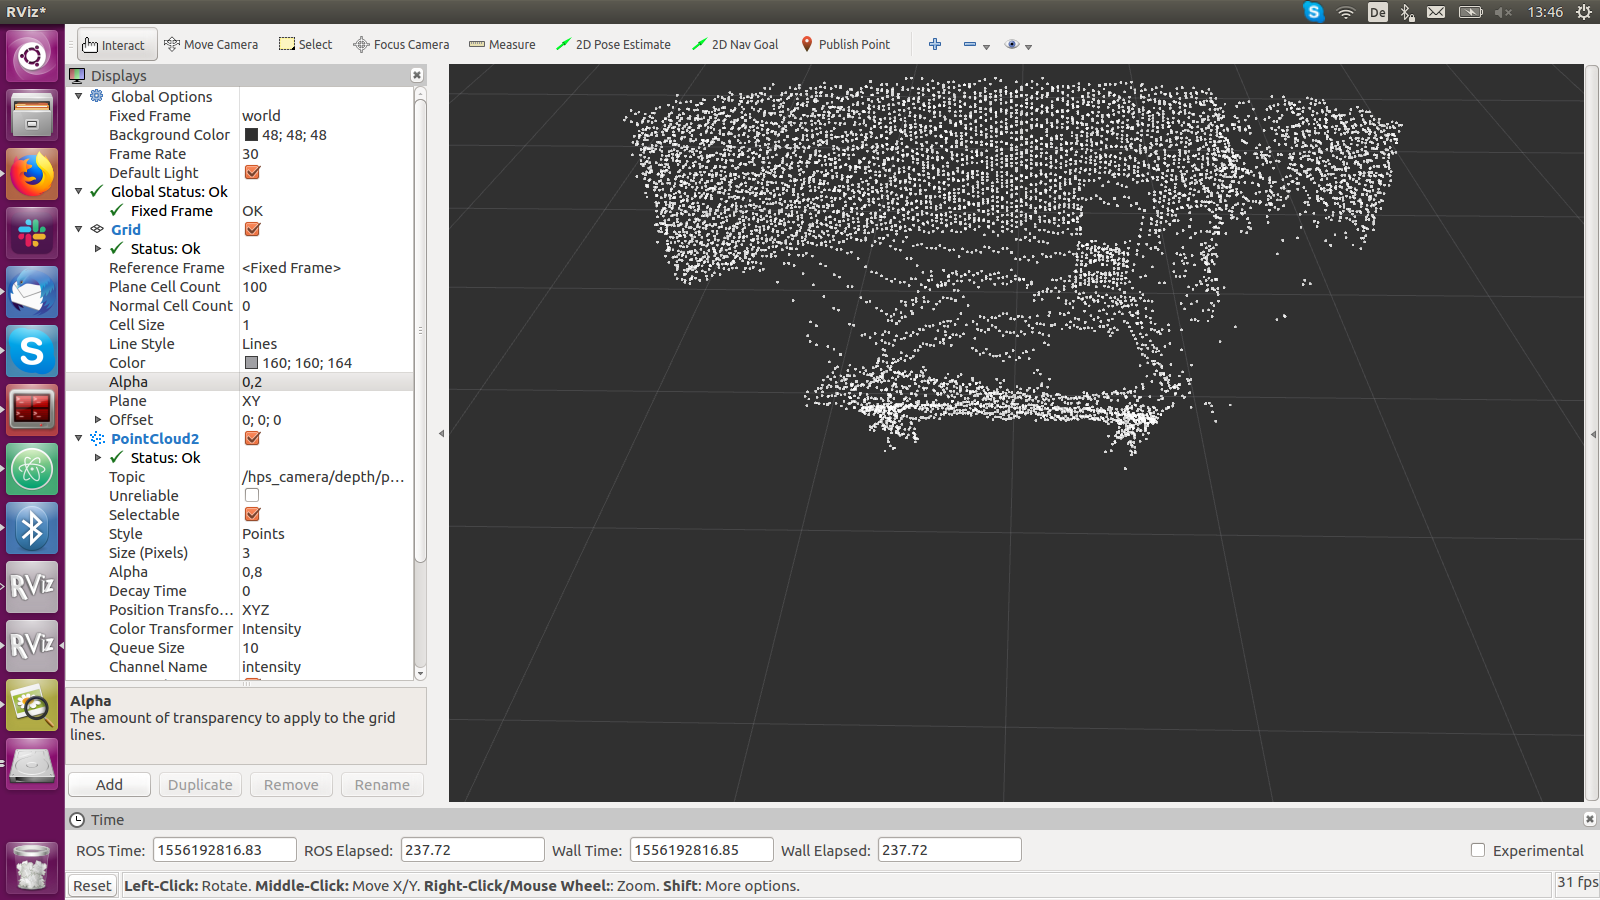 RViz*
De
13:46
Interact
Move Camera
Select
Focus Camera
Measure
2D Pose Estimate
2D Nav Goal
Publish Point
Displays
Global Options
Fixed Frame world
Background Color 48; 48; 48
Frame Rate 30
Default Light
Global Status: Ok
Fixed Frame OK
Grid
Status: Ok
Reference Frame <Fixed Frame>
Plane Cell Count 100
Normal Cell Count 0
Cell Size 1
Line Style Lines
Color 160; 160; 164
Alpha 0,2
Plane XY
Offset 0; 0; 0
PointCloud2
Status: Ok
Topic /hps_camera/depth/p...
Unreliable
Selectable
Style Points
Size (Pixels) 3
Alpha 0,8
Decay Time 0
Position Transfo... XYZ
Color Transformer Intensity
Queue Size 10
Channel Name intensity
Alpha
The amount of transparency to apply to the grid
lines.
Add Duplicate Remove Rename
Time
ROS Time: 1556192816.83 ROS Elapsed: 237.72 Wall Time: 1556192816.85 Wall Elapsed: 237.72 Experimental
Reset Left-Click: Rotate. Middle-Click: Move X/Y. Right-Click/Mouse Wheel:: Zoom. Shift: More options. 31 fps
S
S
RViz
RViz